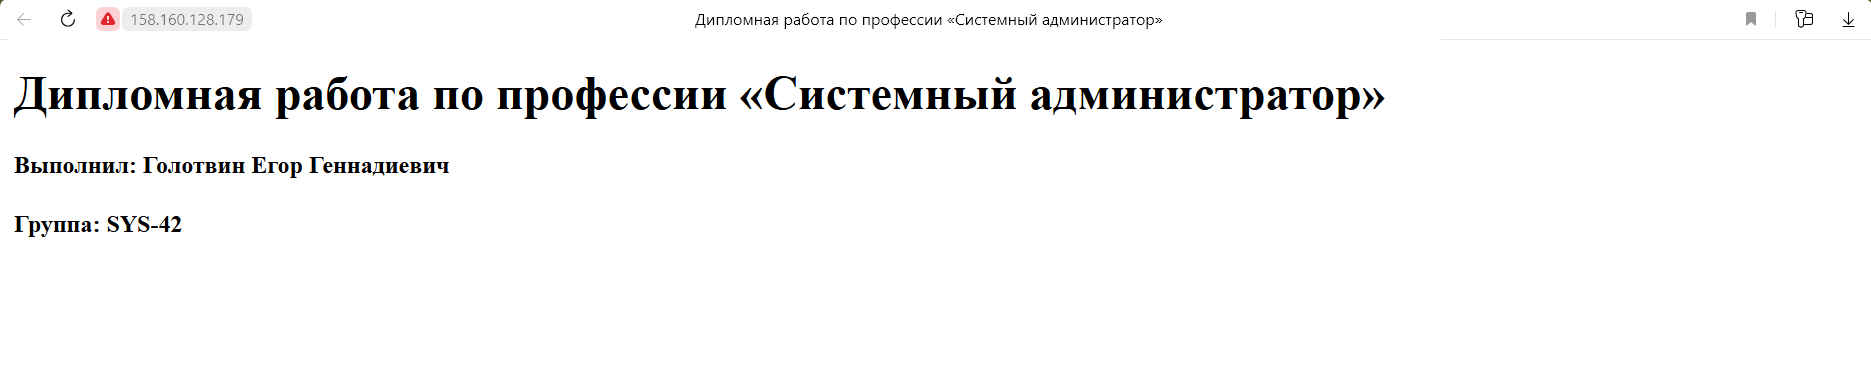 158.160.128.179
Дипломная работа по профессии «Системный администратор»
Дипломная работа по профессии «Системный администратор»
Выполнил: Голотвин Егор Геннадиевич
Группа: SYS-42